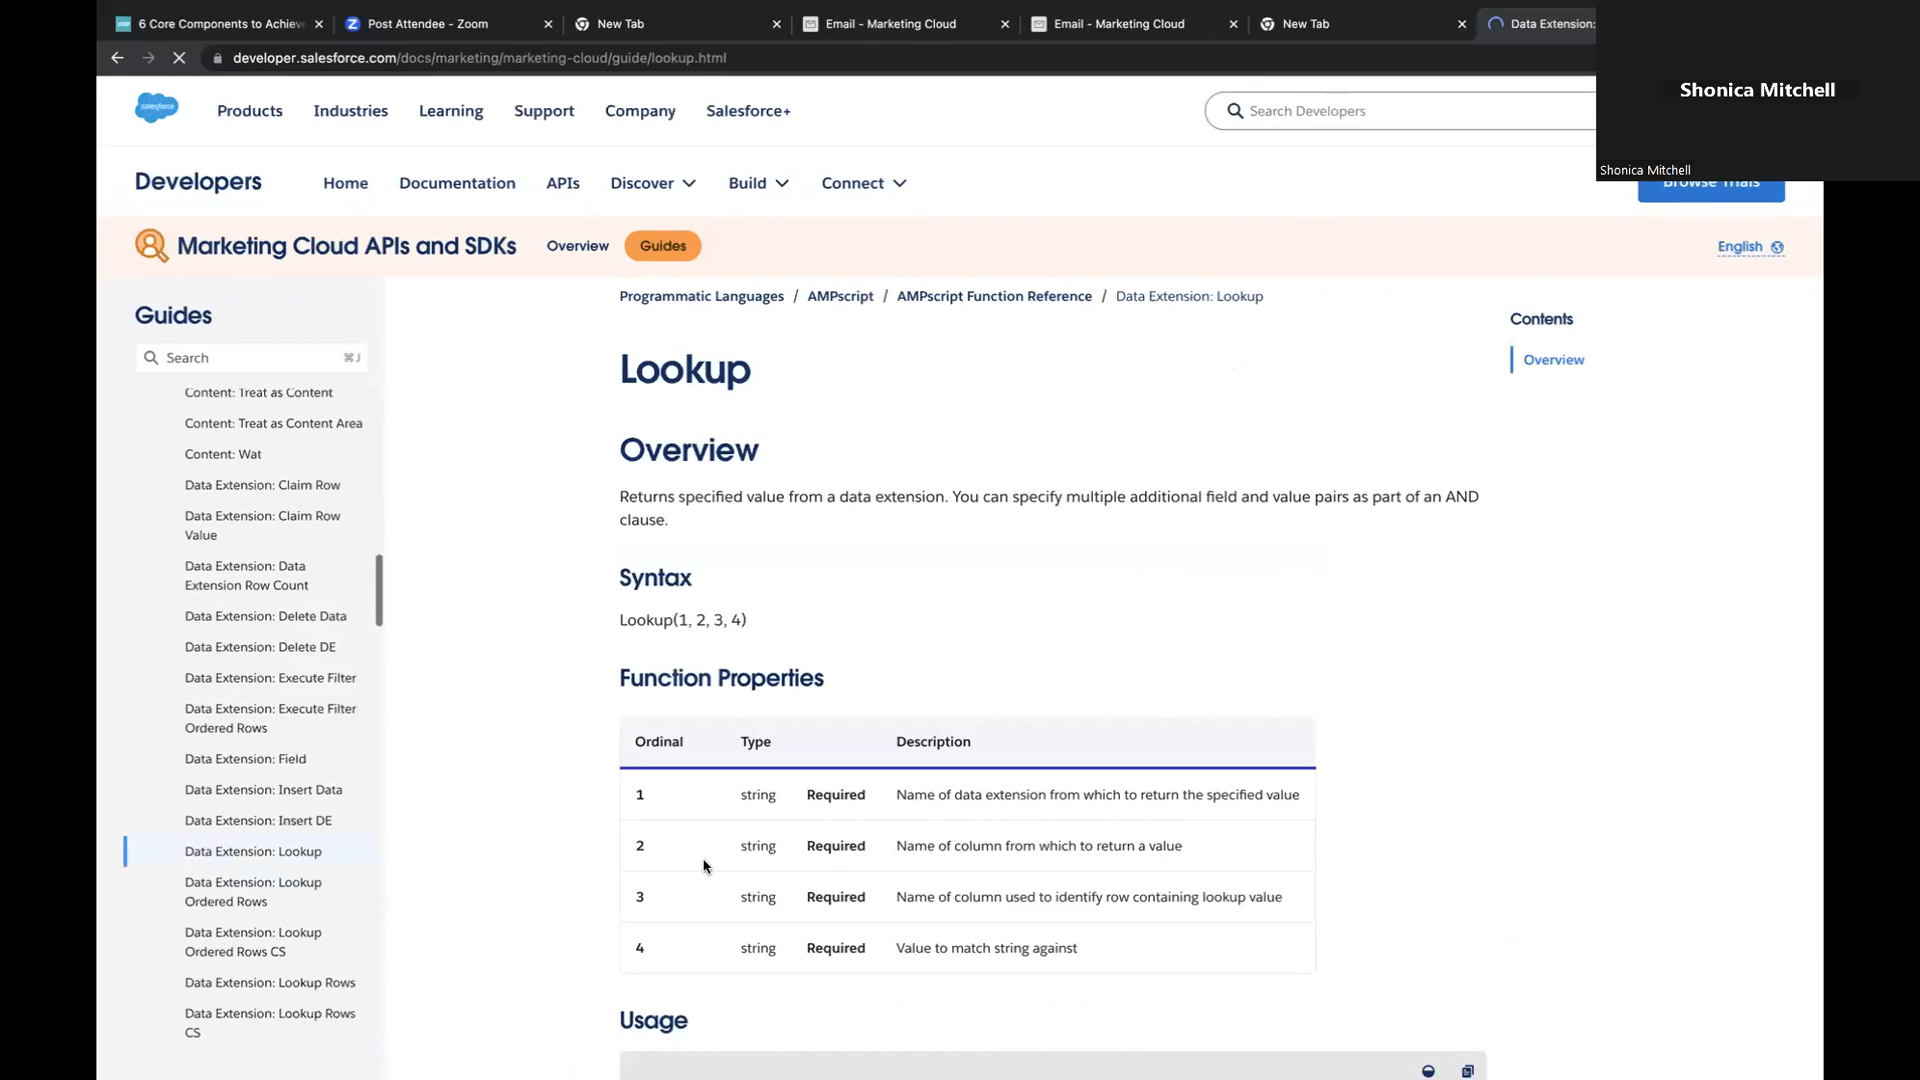 6 Core Components to Achiev
Post Attendee - Zoom
New Tab
Email - Marketing Cloud
Email - Marketing Cloud
New Tab
Data Extension:
developer.salesforce.com/docs/marketing/marketing-cloud/guide/lookup.html
Shonica Mitchell
Shonica Mitchell
salesforce
Products
Industries
Learning
Support
Company
Salesforce+
Search Developers
Developers
Home
Documentation
APIs
Discover
Build
Connect
Browse Trials
Marketing Cloud APIs and SDKs
Overview
Guides
English
Guides
Search
⌘J
Content: Treat as Content
Content: Treat as Content Area
Content: Wat
Data Extension: Claim Row
Data Extension: Claim Row
Value
Data Extension: Data
Extension Row Count
Data Extension: Delete Data
Data Extension: Delete DE
Data Extension: Execute Filter
Data Extension: Execute Filter
Ordered Rows
Data Extension: Field
Data Extension: Insert Data
Data Extension: Insert DE
Data Extension: Lookup
Data Extension: Lookup
Ordered Rows
Data Extension: Lookup
Ordered Rows CS
Data Extension: Lookup Rows
Data Extension: Lookup Rows
CS
Programmatic Languages / AMPscript / AMPscript Function Reference / Data Extension: Lookup
Lookup
Overview
Returns specified value from a data extension. You can specify multiple additional field and value pairs as part of an AND
clause.
Syntax
Lookup(1, 2, 3, 4)
Function Properties
Ordinal Type Description
1 string Required Name of data extension from which to return the specified value
2 string Required Name of column from which to return a value
3 string Required Name of column used to identify row containing lookup value
4 string Required Value to match string against
Usage
Contents
Overview